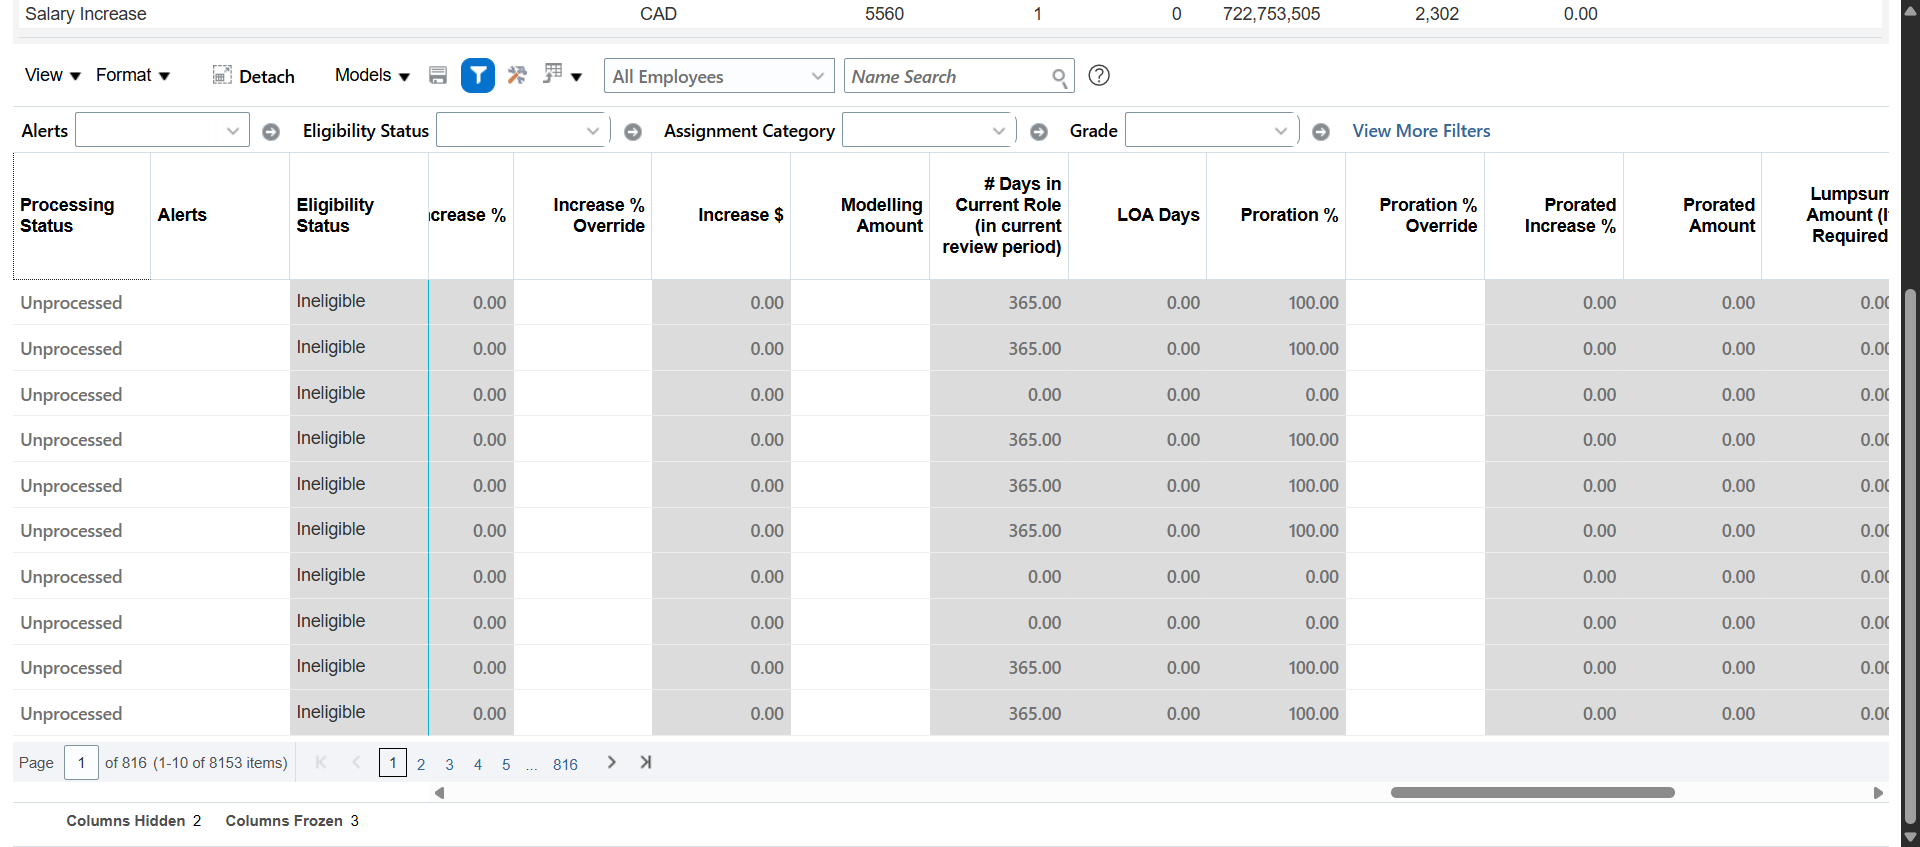 Salary Increase CAD 5560 1 0 722,753,505 2,302 0.00
View Format Detach Models All Employees Name Search
Alerts Eligibility Status Assignment Category Grade View More Filters
Processing Status Alerts Eligibility Status crease % Increase % Override Increase $ Modelling Amount # Days in Current Role (in current review period) LOA Days Proration % Proration % Override Prorated Increase % Prorated Amount Lumpsum Amount (If Required
Unprocessed Ineligible 0.00 0.00 365.00 0.00 100.00 0.00 0.00 0.00
Unprocessed Ineligible 0.00 0.00 365.00 0.00 100.00 0.00 0.00 0.00
Unprocessed Ineligible 0.00 0.00 0.00 0.00 0.00 0.00 0.00 0.00
Unprocessed Ineligible 0.00 0.00 365.00 0.00 100.00 0.00 0.00 0.00
Unprocessed Ineligible 0.00 0.00 365.00 0.00 100.00 0.00 0.00 0.00
Unprocessed Ineligible 0.00 0.00 365.00 0.00 100.00 0.00 0.00 0.00
Unprocessed Ineligible 0.00 0.00 0.00 0.00 0.00 0.00 0.00 0.00
Unprocessed Ineligible 0.00 0.00 0.00 0.00 0.00 0.00 0.00 0.00
Unprocessed Ineligible 0.00 0.00 365.00 0.00 100.00 0.00 0.00 0.00
Unprocessed Ineligible 0.00 0.00 365.00 0.00 100.00 0.00 0.00 0.00
Page 1 of 816 (1-10 of 8153 items) 1 2 3 4 5 ... 816
Columns Hidden 2 Columns Frozen 3